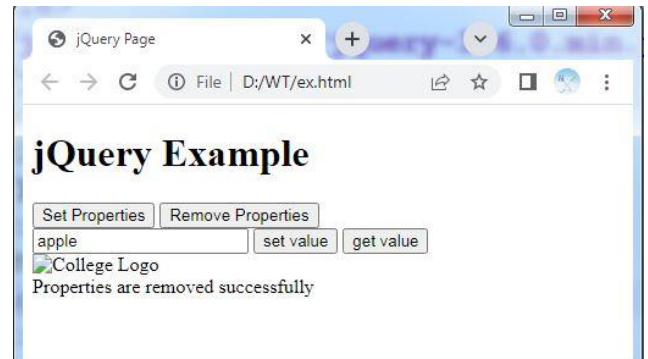 jQuery Page
File D:/WT/ex.html
jQuery Example
Set Properties Remove Properties
apple set value get value
College Logo
Properties are removed successfully